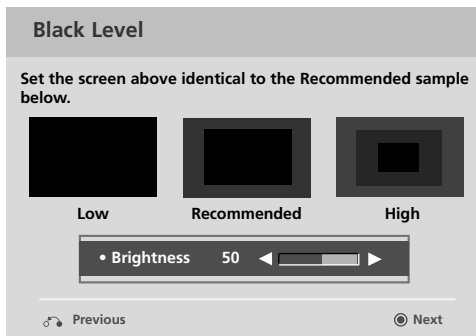 Black Level
Set the screen above identical to the Recommended sample
below.
Low Recommended High
• Brightness 50
Previous Next